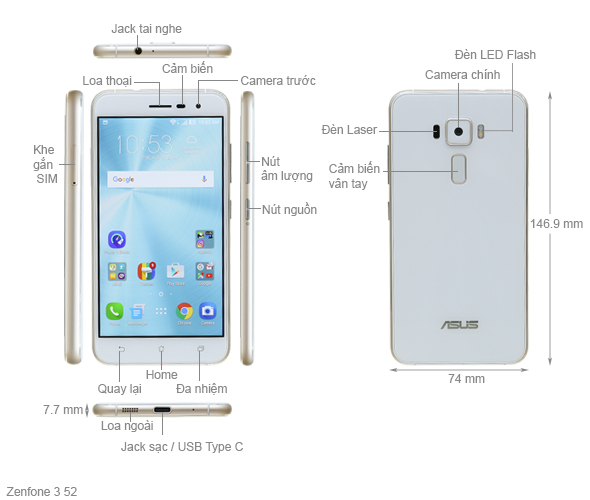 Jack tai nghe
Đèn LED Flash
Cảm biến
Loa thoại
Camera trước
Camera chính
Đèn Laser
10:53
Google
Khe
gắn
SIM
Nút
âm lượng
Cảm biến
vân tay
Nút nguồn
146.9 mm
ASUS
Home
Quay lại
Đa nhiệm
74 mm
7.7 mm
Loa ngoài
Jack sạc / USB Type C
Zenfone 3 52